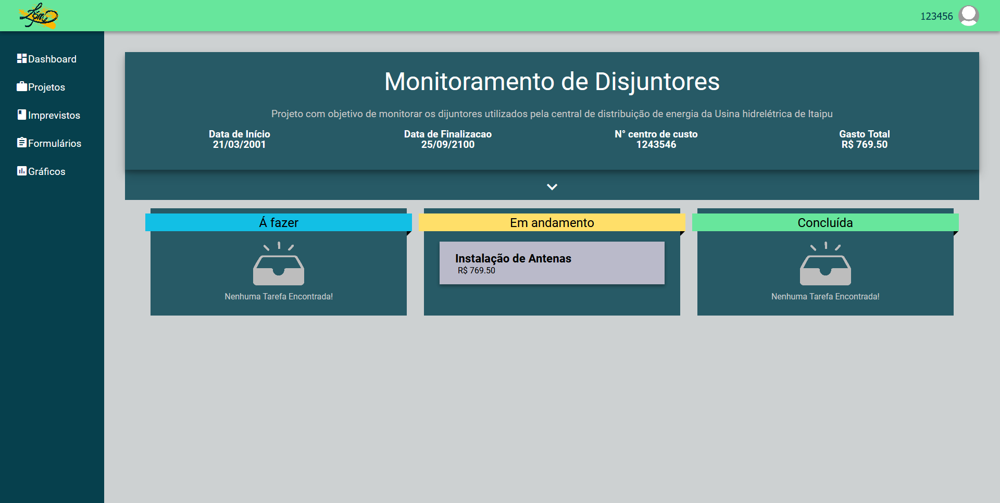 123456
Dashboard
Projetos
Imprevistos
Formulários
Gráficos
Monitoramento de Disjuntores
Projeto com objetivo de monitorar os dijuntores utilizados pela central de distribuição de energia da Usina hidrelétrica de Itaipu
Data de Início
21/03/2001
Data de Finalizacao
25/09/2100
N° centro de custo
1243546
Gasto Total
R$ 769.50
Á fazer
Nenhuma Tarefa Encontrada!
Em andamento
Instalação de Antenas
R$ 769.50
Concluída
Nenhuma Tarefa Encontrada!